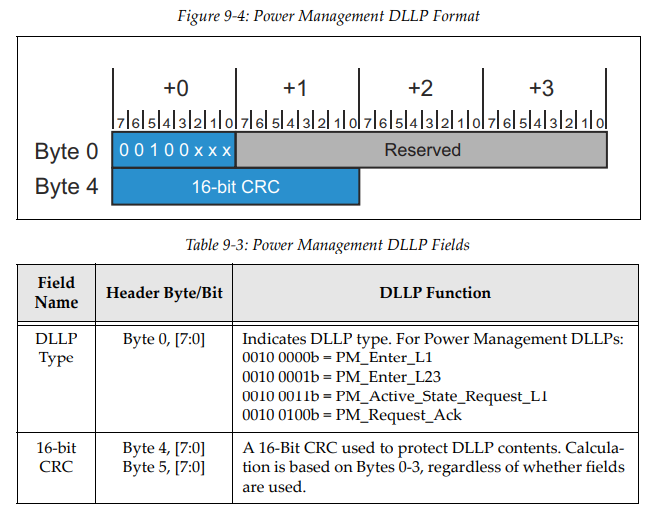 Figure 9-4: Power Management DLLP Format
+0 +1 +2 +3
7 6 5 4 3 2 1 0 7 6 5 4 3 2 1 0 7 6 5 4 3 2 1 0 7 6 5 4 3 2 1 0
Byte 0 0 0 1 0 0 x x x Reserved
Byte 4 16-bit CRC
Table 9-3: Power Management DLLP Fields
Field Name Header Byte/Bit DLLP Function
DLLP Type Byte 0, [7:0] Indicates DLLP type. For Power Management DLLPs:
0010 0000b = PM_Enter_L1
0010 0001b = PM_Enter_L23
0010 0011b = PM_Active_State_Request_L1
0010 0100b = PM_Request_Ack
16-bit CRC Byte 4, [7:0] A 16-Bit CRC used to protect DLLP contents. Calcula-
Byte 5, [7:0] tion is based on Bytes 0-3, regardless of whether fields
are used.